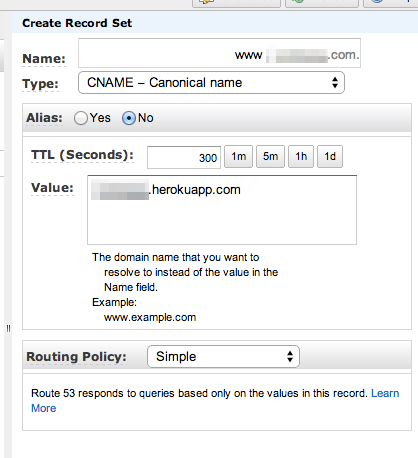 Create Record Set
Name: www .com.
Type: CNAME – Canonical name
Alias: Yes No
TTL (Seconds): 300 1m 5m 1h 1d
Value: .herokuapp.com
The domain name that you want to
resolve to instead of the value in the
Name field.
Example:
www.example.com
Routing Policy: Simple
Route 53 responds to queries based only on the values in this record. Learn
More